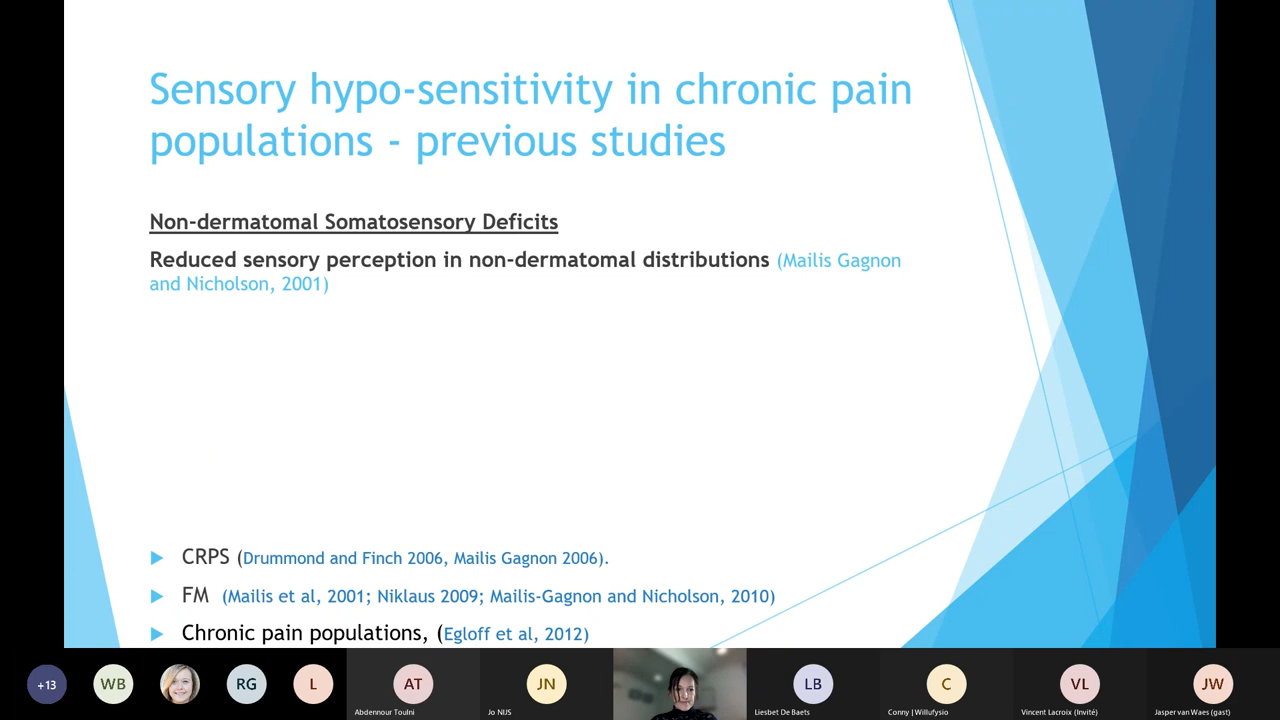 Sensory hypo-sensitivity in chronic pain
populations - previous studies
Non-dermatomal Somatosensory Deficits
Reduced sensory perception in non-dermatomal distributions (Mailis Gagnon
and Nicholson, 2001)
CRPS (Drummond and Finch 2006, Mailis Gagnon 2006).
FM (Mailis et al, 2001; Niklaus 2009; Mailis-Gagnon and Nicholson, 2010)
Chronic pain populations, (Egloff et al, 2012)
+13 WB RG L AT JN LB C VL JW
Abdennour Toulni Jo NIJS Liesbet De Baets Conny | Willufysio Vincent Lacroix (Invité) Jasper van Waes (gast)